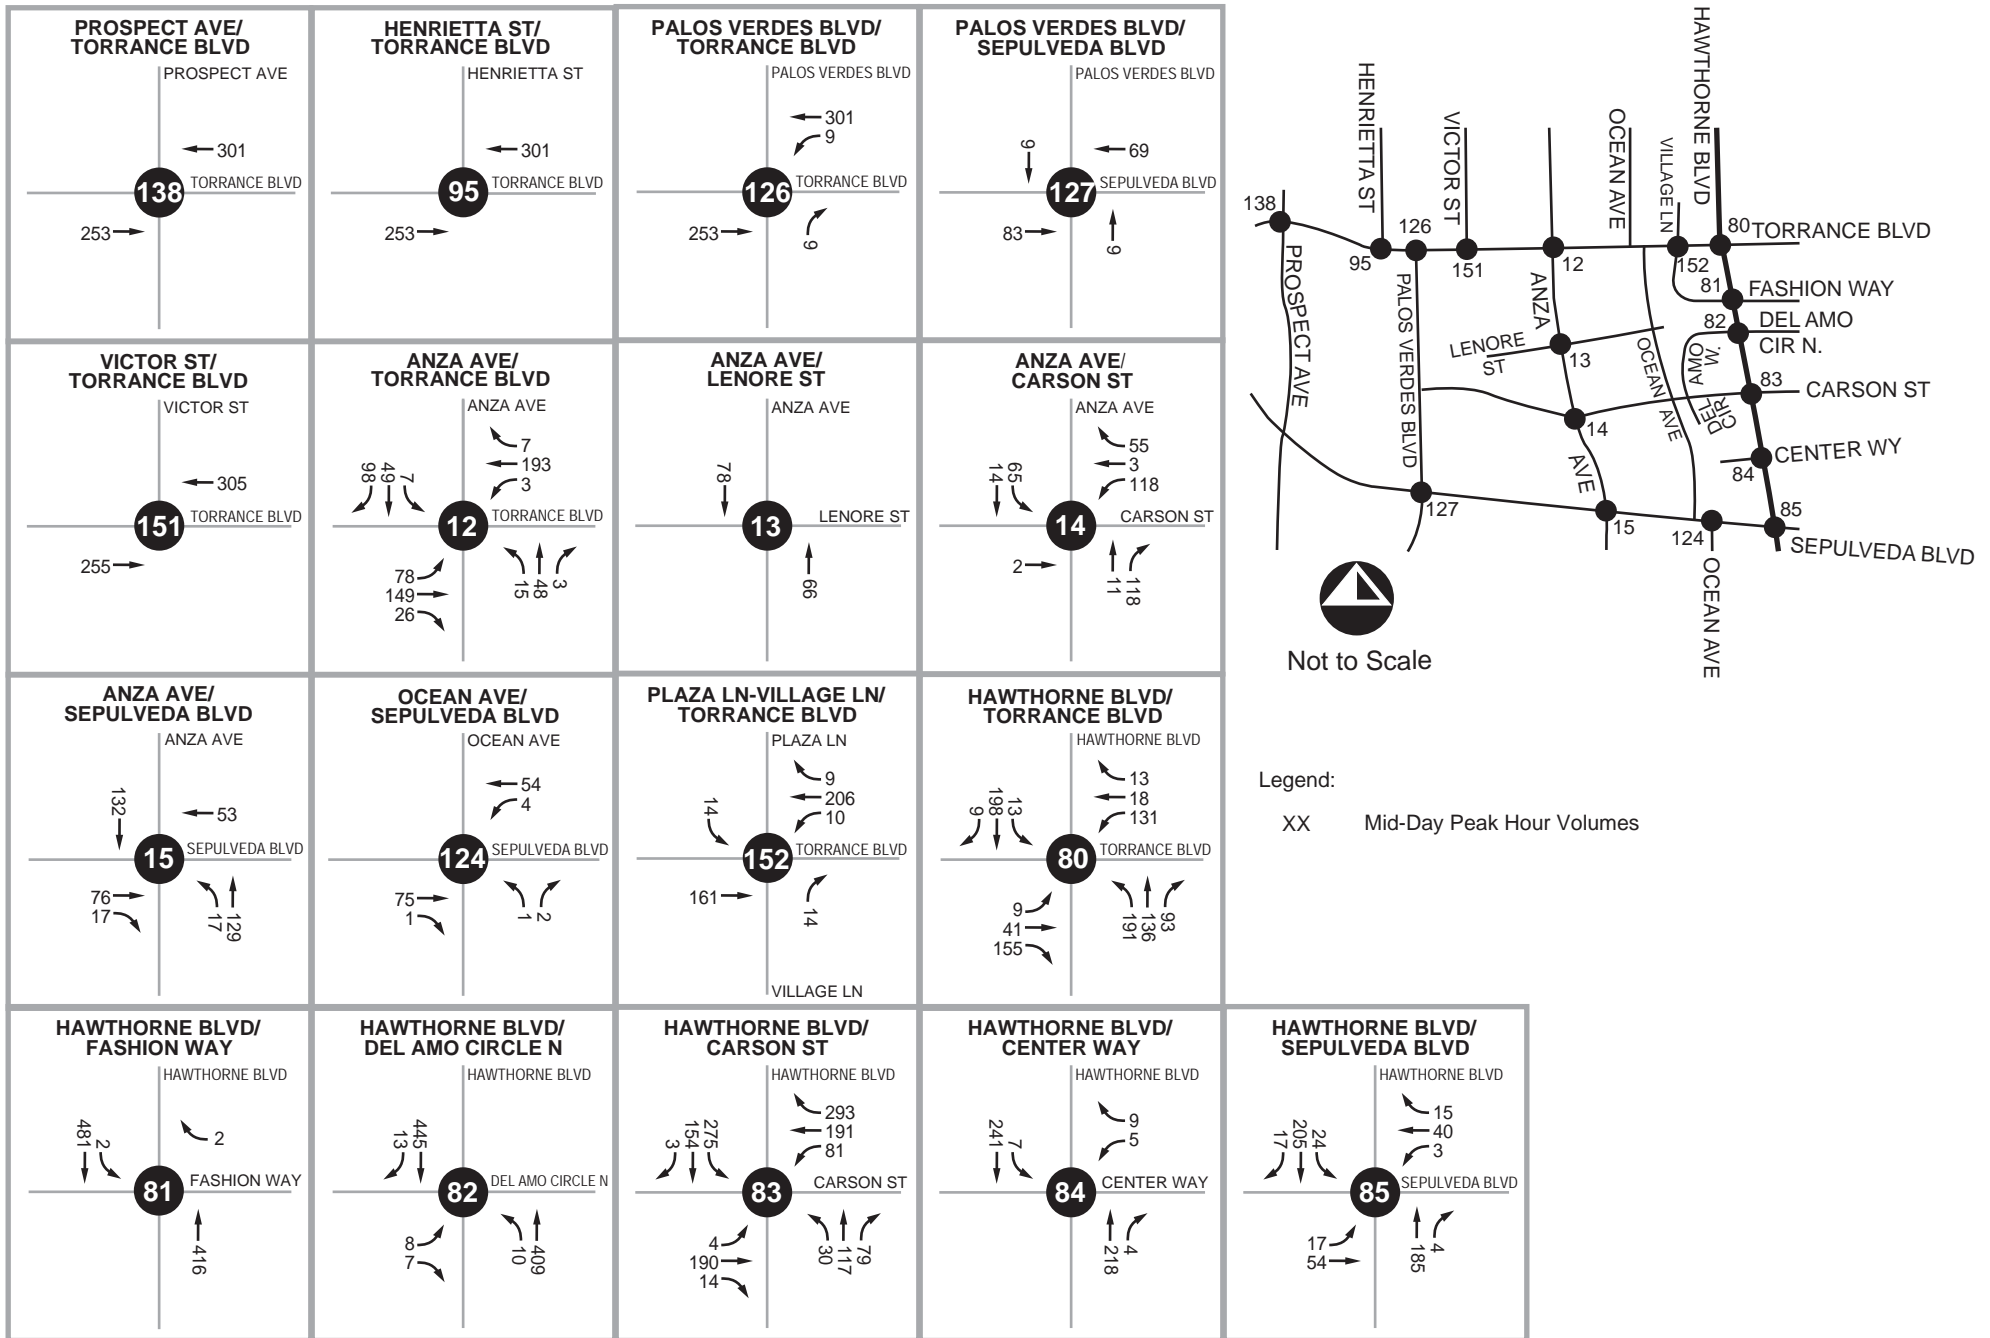 PROSPECT AVE/
TORRANCE BLVD
PROSPECT AVE
301
138
TORRANCE BLVD
253
HENRIETTA ST/
TORRANCE BLVD
HENRIETTA ST
301
95
TORRANCE BLVD
253
PALOS VERDES BLVD/
TORRANCE BLVD
PALOS VERDES BLVD
301
9
126
TORRANCE BLVD
253
9
PALOS VERDES BLVD/
SEPULVEDA BLVD
PALOS VERDES BLVD
9
69
127
SEPULVEDA BLVD
83
9
VICTOR ST/
TORRANCE BLVD
VICTOR ST
305
151
TORRANCE BLVD
255
ANZA AVE/
TORRANCE BLVD
ANZA AVE
98 49 7
7
193
3
12
TORRANCE BLVD
78
149
26
15 48 3
ANZA AVE/
LENORE ST
ANZA AVE
78
13
LENORE ST
66
ANZA AVE/
CARSON ST
ANZA AVE
14 65
55
3
118
14
CARSON ST
2
11 118
ANZA AVE/
SEPULVEDA BLVD
ANZA AVE
132
53
15
SEPULVEDA BLVD
76
17
17 129
OCEAN AVE/
SEPULVEDA BLVD
OCEAN AVE
54
4
124
SEPULVEDA BLVD
75
1
1 2
PLAZA LN-VILLAGE LN/
TORRANCE BLVD
PLAZA LN
14
9
206
10
152
TORRANCE BLVD
161
14
VILLAGE LN
HAWTHORNE BLVD/
TORRANCE BLVD
HAWTHORNE BLVD
9 198 13
13
18
131
80
TORRANCE BLVD
9
41
155
191 136 93
HAWTHORNE BLVD/
FASHION WAY
HAWTHORNE BLVD
481 2
2
81
FASHION WAY
416
HAWTHORNE BLVD/
DEL AMO CIRCLE N
HAWTHORNE BLVD
13 445
82
DEL AMO CIRCLE N
8
7
10 409
HAWTHORNE BLVD/
CARSON ST
HAWTHORNE BLVD
3 154 275
293
191
81
83
CARSON ST
4
190
14
30 117 79
HAWTHORNE BLVD/
CENTER WAY
HAWTHORNE BLVD
241 7
9
5
84
CENTER WAY
218 4
HAWTHORNE BLVD/
SEPULVEDA BLVD
HAWTHORNE BLVD
17 205 24
15
40
3
85
SEPULVEDA BLVD
17
54
185 4
HENRIETTA ST
VICTOR ST
OCEAN AVE
VILLAGE LN
HAWTHORNE BLVD
138
126
80
TORRANCE BLVD
95
151
12
152
81
FASHION WAY
PROSPECT AVE
PALOS VERDES BLVD
ANZA
82
DEL AMO
CIR N.
LENORE
ST
13
OCEAN AVE
DEL AMO
CIR W.
83
CARSON ST
14
AVE
84
CENTER WY
127
15
124
85
SEPULVEDA BLVD
OCEAN AVE
Not to Scale
Legend:
XX Mid-Day Peak Hour Volumes